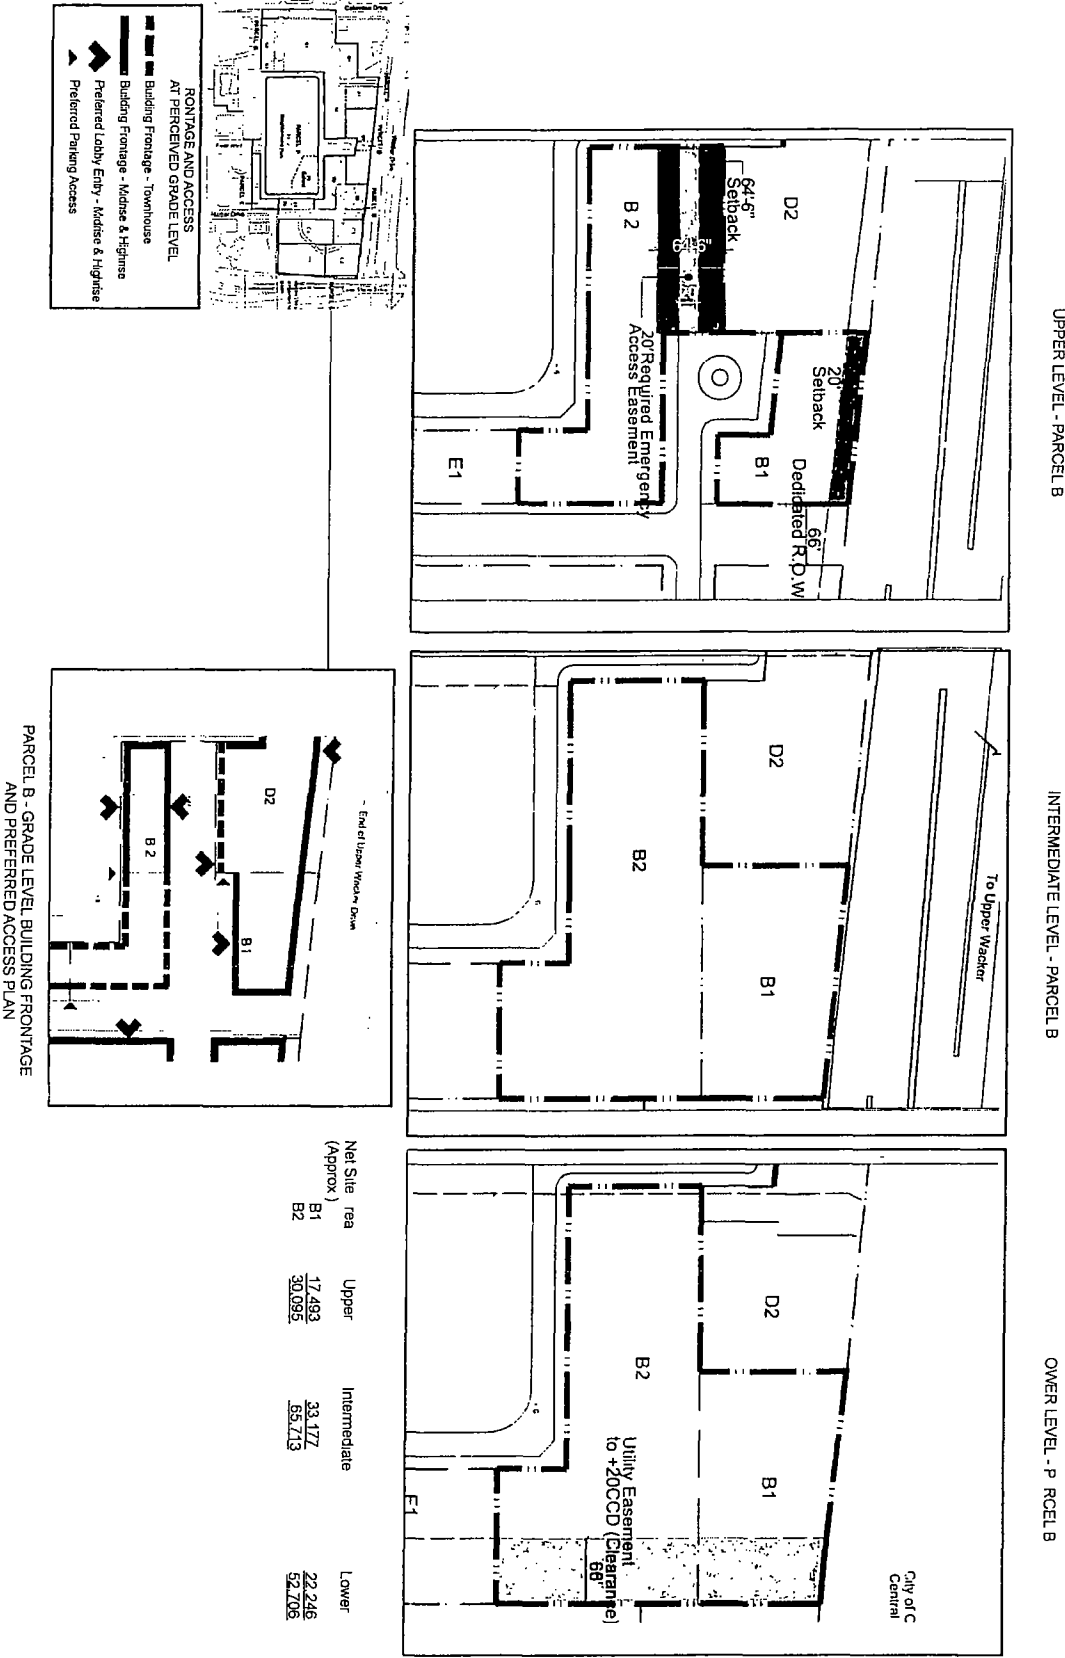 UPPER LEVEL - PARCEL B
D2
64'-6"
Setback
64'-6"
B 2
20'
Setback
B1
66'
Dedicated R.O.W
20'Required Emergency
Access Easement
E1
INTERMEDIATE LEVEL - PARCEL B
To Upper Wacker
D2
B2
B1
OWER LEVEL - P RCEL B
City of C
Central
D2
B2
B1
Utility Easement
to +20CCD (Clearance)
66'
E1
RONTAGE AND ACCESS
AT PERCEIVED GRADE LEVEL
Building Frontage - Townhouse
Building Frontage - Midrise & Highrise
Preferred Lobby Entry - Midrise & Highrise
Preferred Parking Access
Columbus Drive
PARCEL
End of Upper Wacker Drive
D2
B 2
B1
PARCEL B - GRADE LEVEL BUILDING FRONTAGE
AND PREFERRED ACCESS PLAN
Net Site rea Upper Intermediate Lower
(Approx )
B1 17,493 33,177 22,246
B2 30,095 65,713 52,706